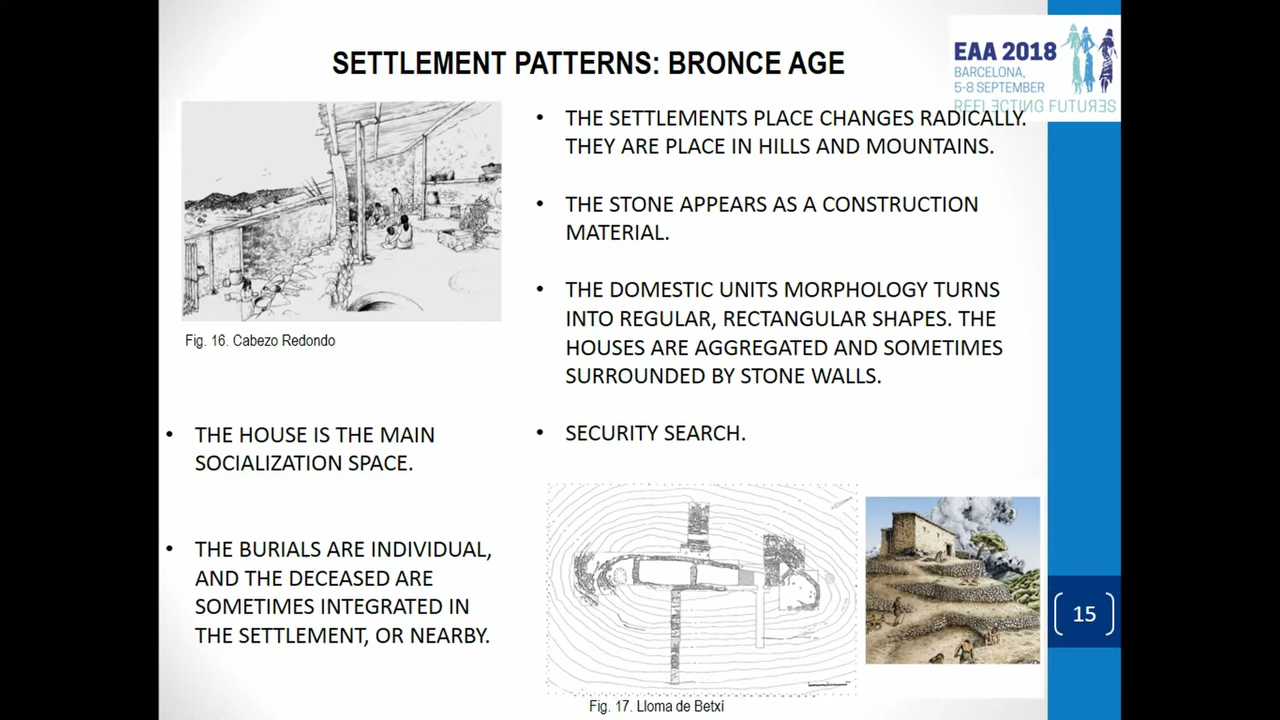 SETTLEMENT PATTERNS: BRONCE AGE
EAA 2018
BARCELONA,
5-8 SEPTEMBER
REFLECTING FUTURES
Fig. 16. Cabezo Redondo
• THE HOUSE IS THE MAIN
SOCIALIZATION SPACE.
• THE BURIALS ARE INDIVIDUAL,
AND THE DECEASED ARE
SOMETIMES INTEGRATED IN
THE SETTLEMENT, OR NEARBY.
• THE SETTLEMENTS PLACE CHANGES RADICALLY.
THEY ARE PLACE IN HILLS AND MOUNTAINS.
• THE STONE APPEARS AS A CONSTRUCTION
MATERIAL.
• THE DOMESTIC UNITS MORPHOLOGY TURNS
INTO REGULAR, RECTANGULAR SHAPES. THE
HOUSES ARE AGGREGATED AND SOMETIMES
SURROUNDED BY STONE WALLS.
• SECURITY SEARCH.
Fig. 17. Lloma de Betxí
15